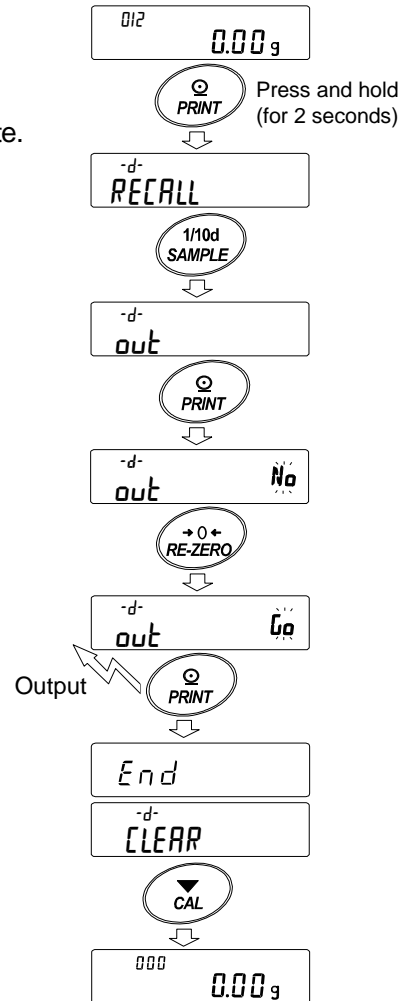 012
0.00 g
PRINT
Press and hold
(for 2 seconds)
te.
-d-
RECALL
1/10d
SAMPLE
-d-
out
PRINT
-d-
out No
→0←
RE-ZERO
-d-
out Go
Output
PRINT
End
-d-
CLEAR
CAL
000
0.00 g